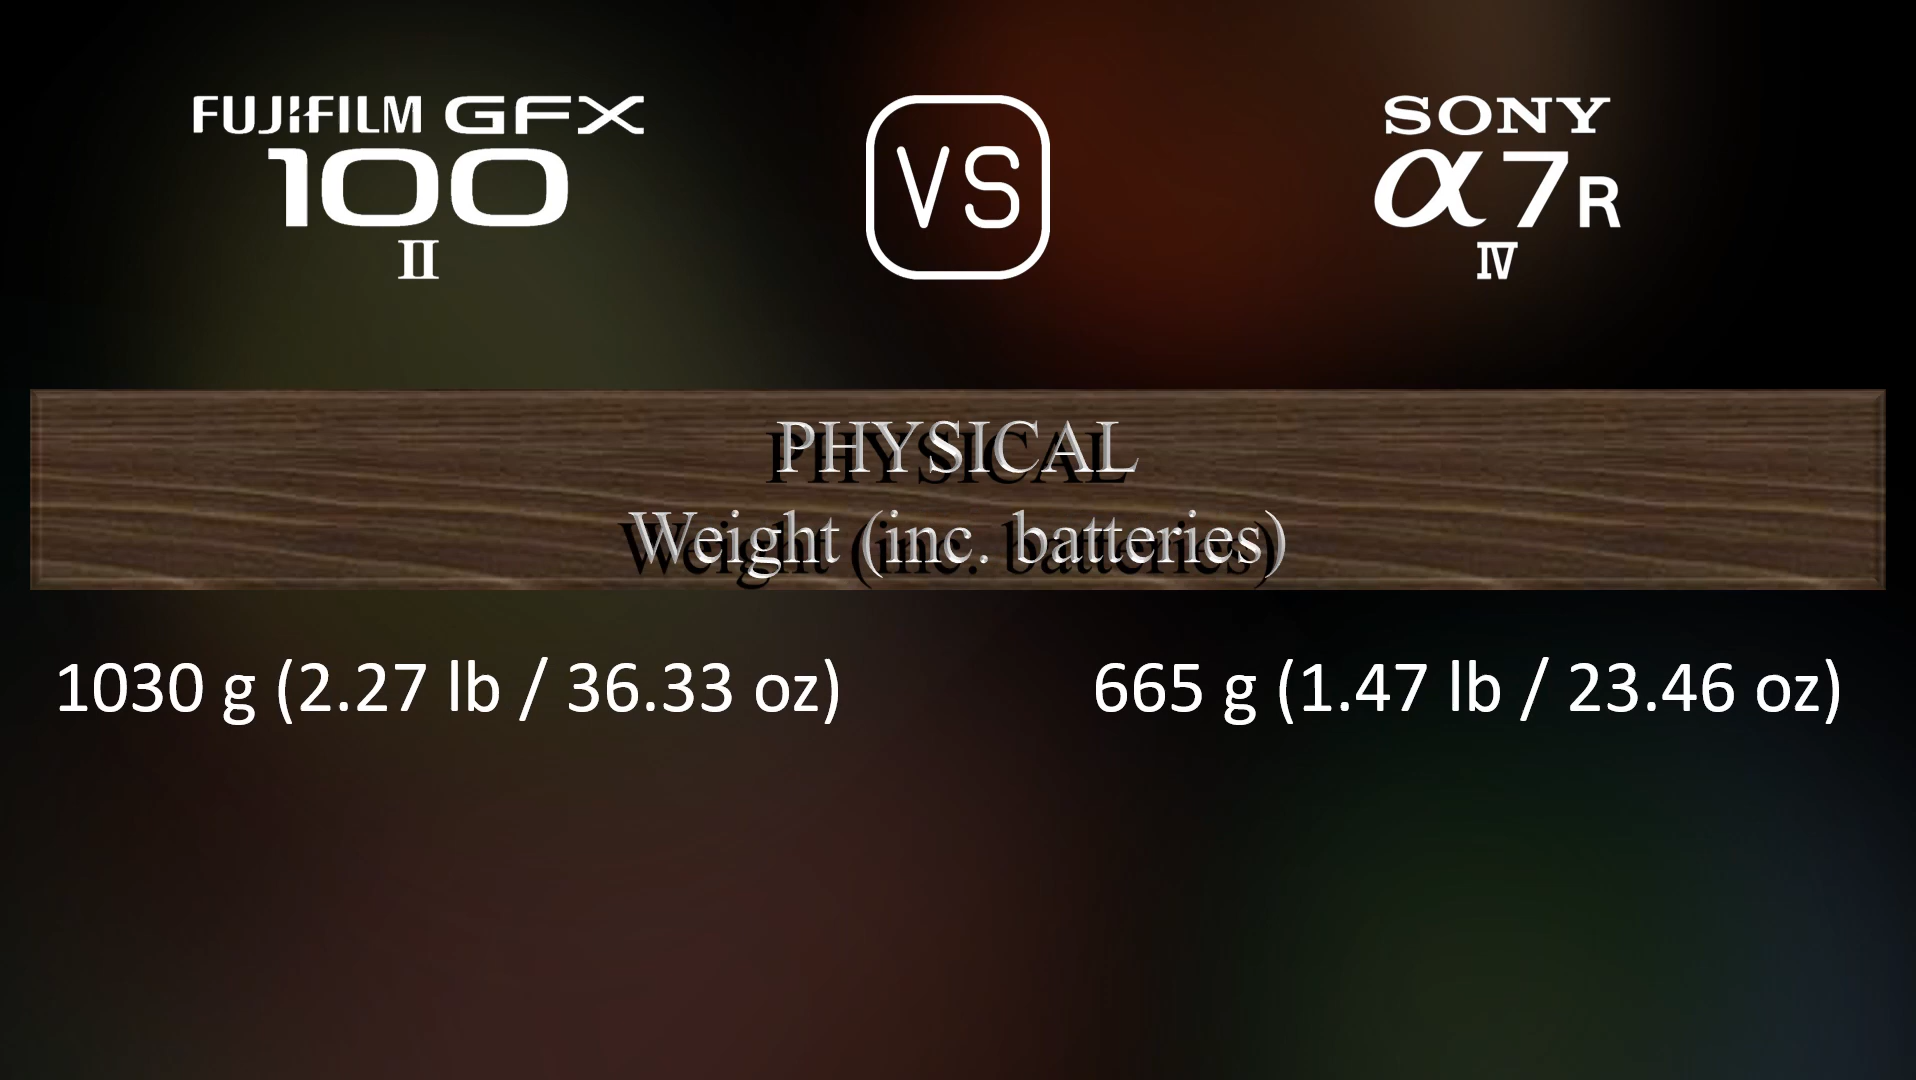 FUJIFILM GFX
100
II
VS
SONY
α7R
IV
PHYSICAL
Weight (inc. batteries)
1030 g (2.27 lb / 36.33 oz)
665 g (1.47 lb / 23.46 oz)